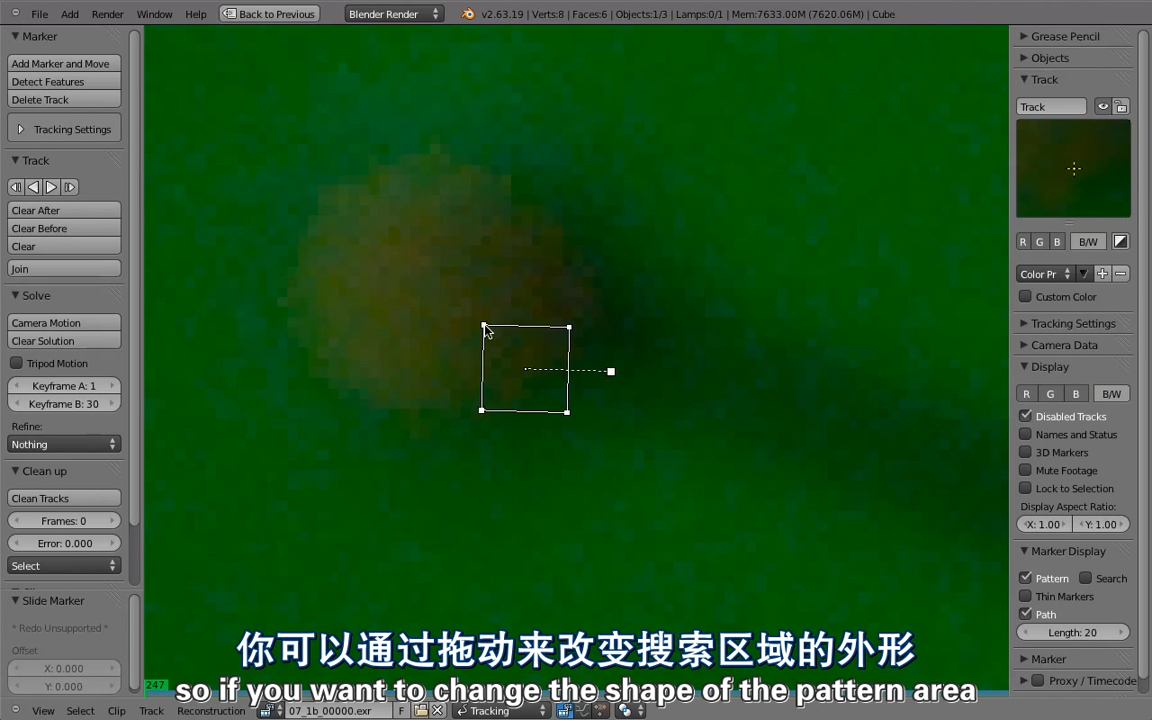 File Add Render Window Help Back to Previous Blender Render v2.63.19 | Verts:8 | Faces:6 | Objects:1/3 | Lamps:0/1 | Mem:7633.00M (7620.06M) | Cube
Marker
Add Marker and Move
Detect Features
Delete Track
Tracking Settings
Track
Clear After
Clear Before
Clear
Join
Solve
Camera Motion
Camera Solution
Tripod Motion
Keyframe A: 1
Keyframe B: 30
Refine:
Nothing
Clean up
Clean Tracks
Frames: 0
Error: 0.000
Select
Slide Marker
* Redo Unsupported *
Offset
X: 0.000
Y: 0.000
Grease Pencil
Objects
Track
Track
R G B B/W
Color Pr
Custom Color
Tracking Settings
Camera Data
Display
R G B B/W
Disabled Tracks
Names and Status
3D Markers
Mute Footage
Lock to Selection
Display Aspect Ratio:
X: 1.00 Y: 1.00
Marker Display
Pattern Search
Thin Markers
Path
Length: 20
Marker
Proxy / Timecode
你可以通过拖动来改变搜索区域的外形
247
so if you want to change the shape of the pattern area
View Select Clip Track Reconstruction 07_1b_00000.exr F Tracking